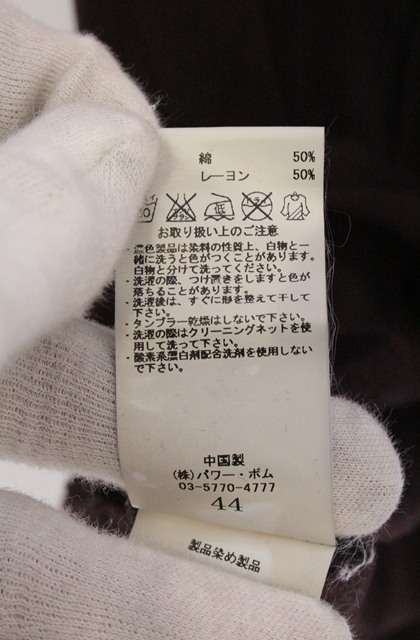 綿 50%
レーヨン 50%
低
お取り扱い上のご注意
・濃色製品は染料の性質上、白物と一
緒に洗うと色がつくことがあります。
白物と分けて洗ってください。
・洗濯の際、つけ置きをしますと色が
落ちることがあります。
・洗濯後は、すぐに形を整えて干して
下さい。
・タンブラー乾燥はしないで下さい。
・洗濯の際はクリーニングネットを使
用して洗って下さい。
・酸素系漂白剤配合洗剤を使用しない
で下さい。
中国製
(株)パワー・ボム
03-5770-4777
44
製品染め製品